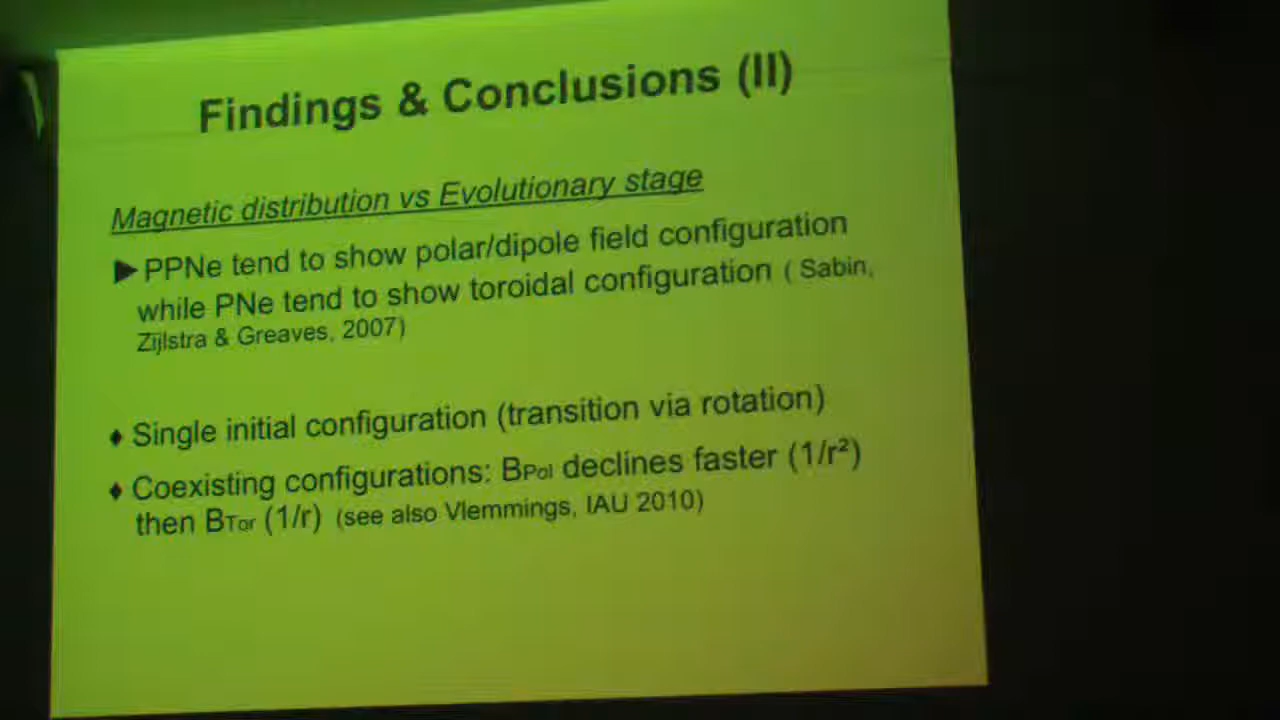 Findings & Conclusions (II)
Magnetic distribution vs Evolutionary stage
►PPNe tend to show polar/dipole field configuration
while PNe tend to show toroidal configuration ( Sabin,
Zijlstra & Greaves, 2007)
♦ Single initial configuration (transition via rotation)
♦ Coexisting configurations: BPol declines faster (1/r²)
then BTor (1/r) (see also Vlemmings, IAU 2010)